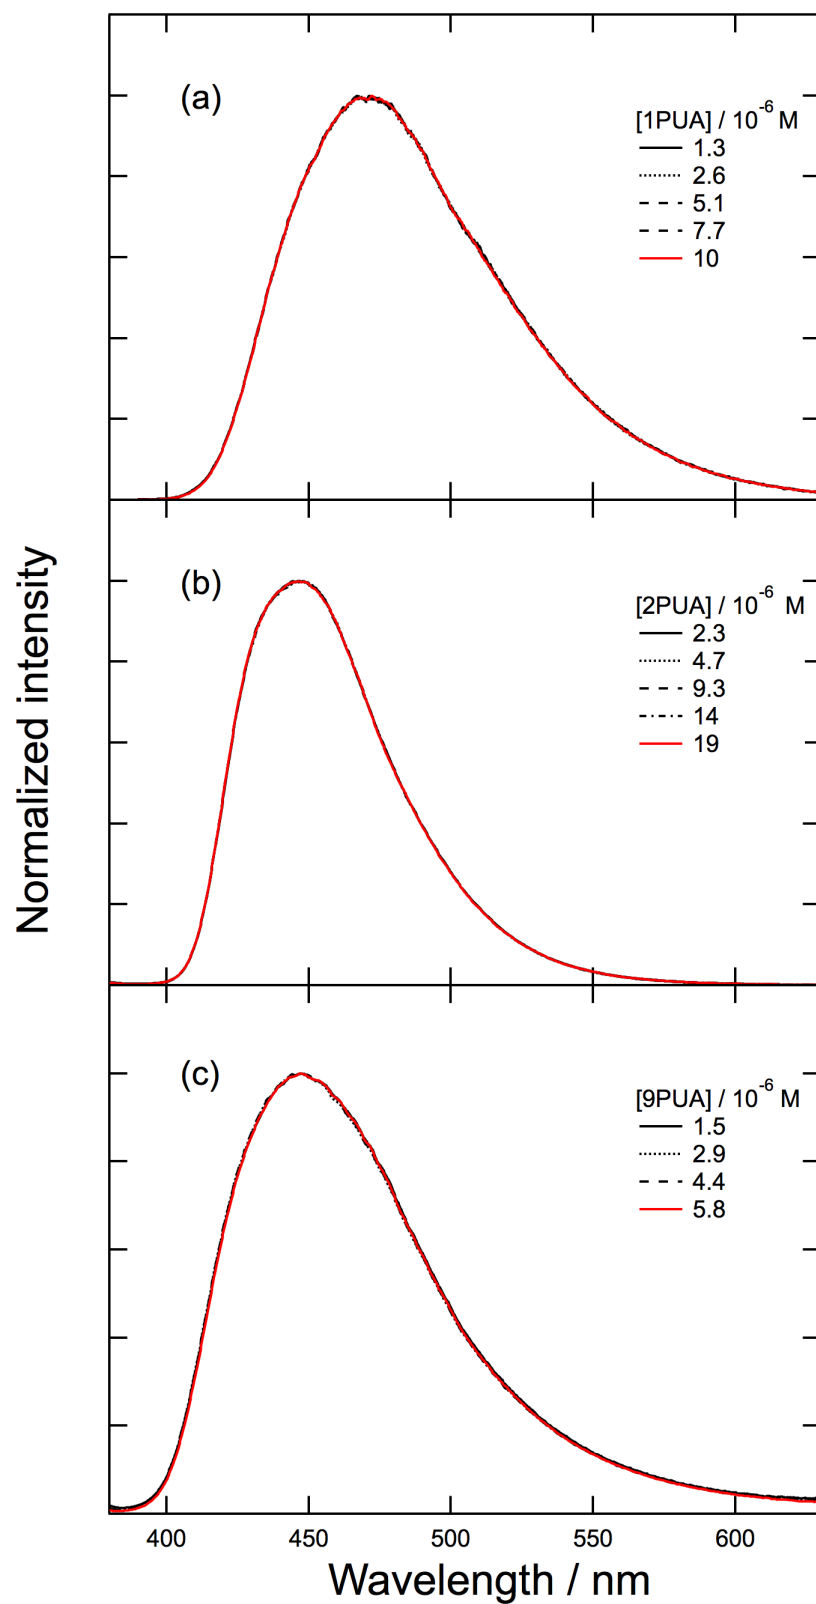 (a)
[1PUA] / 10⁻⁶ M
1.3
2.6
5.1
7.7
10
(b)
[2PUA] / 10⁻⁶ M
2.3
4.7
9.3
14
19
(c)
[9PUA] / 10⁻⁶ M
1.5
2.9
4.4
5.8
Normalized intensity
400 450 500 550 600
Wavelength / nm